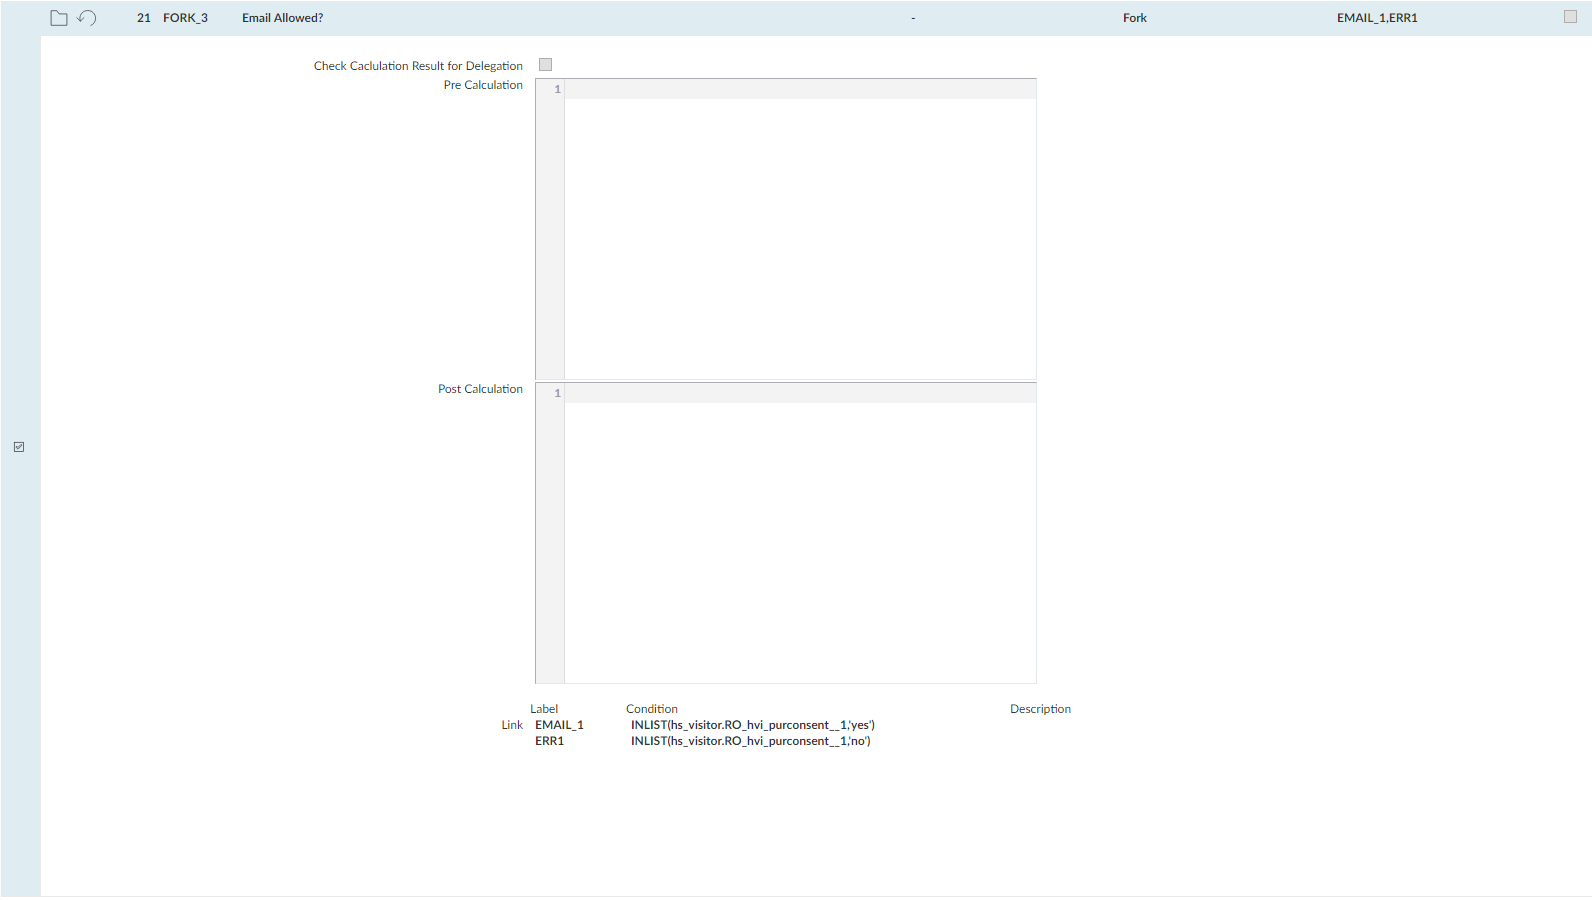 21 FORK_3 Email Allowed? - Fork EMAIL_1,ERR1
Check Caclulation Result for Delegation
Pre Calculation
1
Post Calculation
1
Label Condition Description
Link EMAIL_1 INLIST(hs_visitor.RO_hvi_purconsent__1,'yes')
ERR1 INLIST(hs_visitor.RO_hvi_purconsent__1,'no')